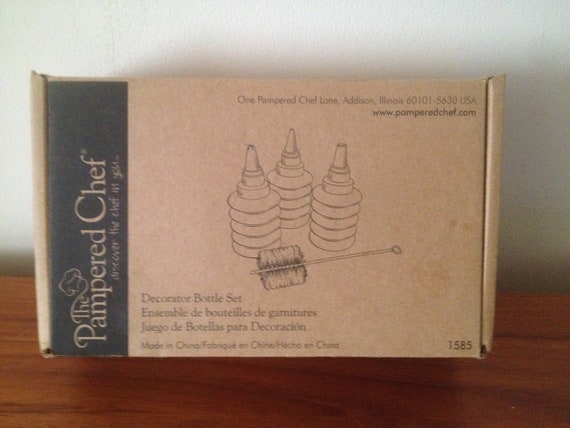 One Pampered Chef Lane, Addison, Illinois 60101-5630 USA
www.pamperedchef.com
The
Pampered Chef®
discover the chef in you...
Decorator Bottle Set
Ensemble de bouteilles de garnitures
Juego de Botellas para Decoración
Made in China/Fabriqué en Chine/Hecho en China
1585